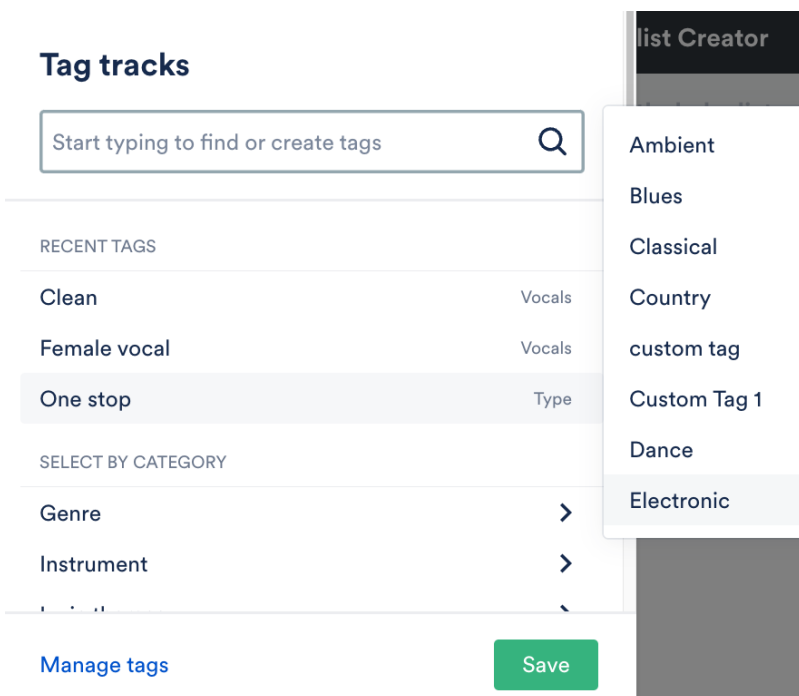 list Creator
Tag tracks
Start typing to find or create tags
RECENT TAGS
Clean Vocals
Female vocal Vocals
One stop Type
SELECT BY CATEGORY
Genre
Instrument
Manage tags
Save
Ambient
Blues
Classical
Country
custom tag
Custom Tag 1
Dance
Electronic